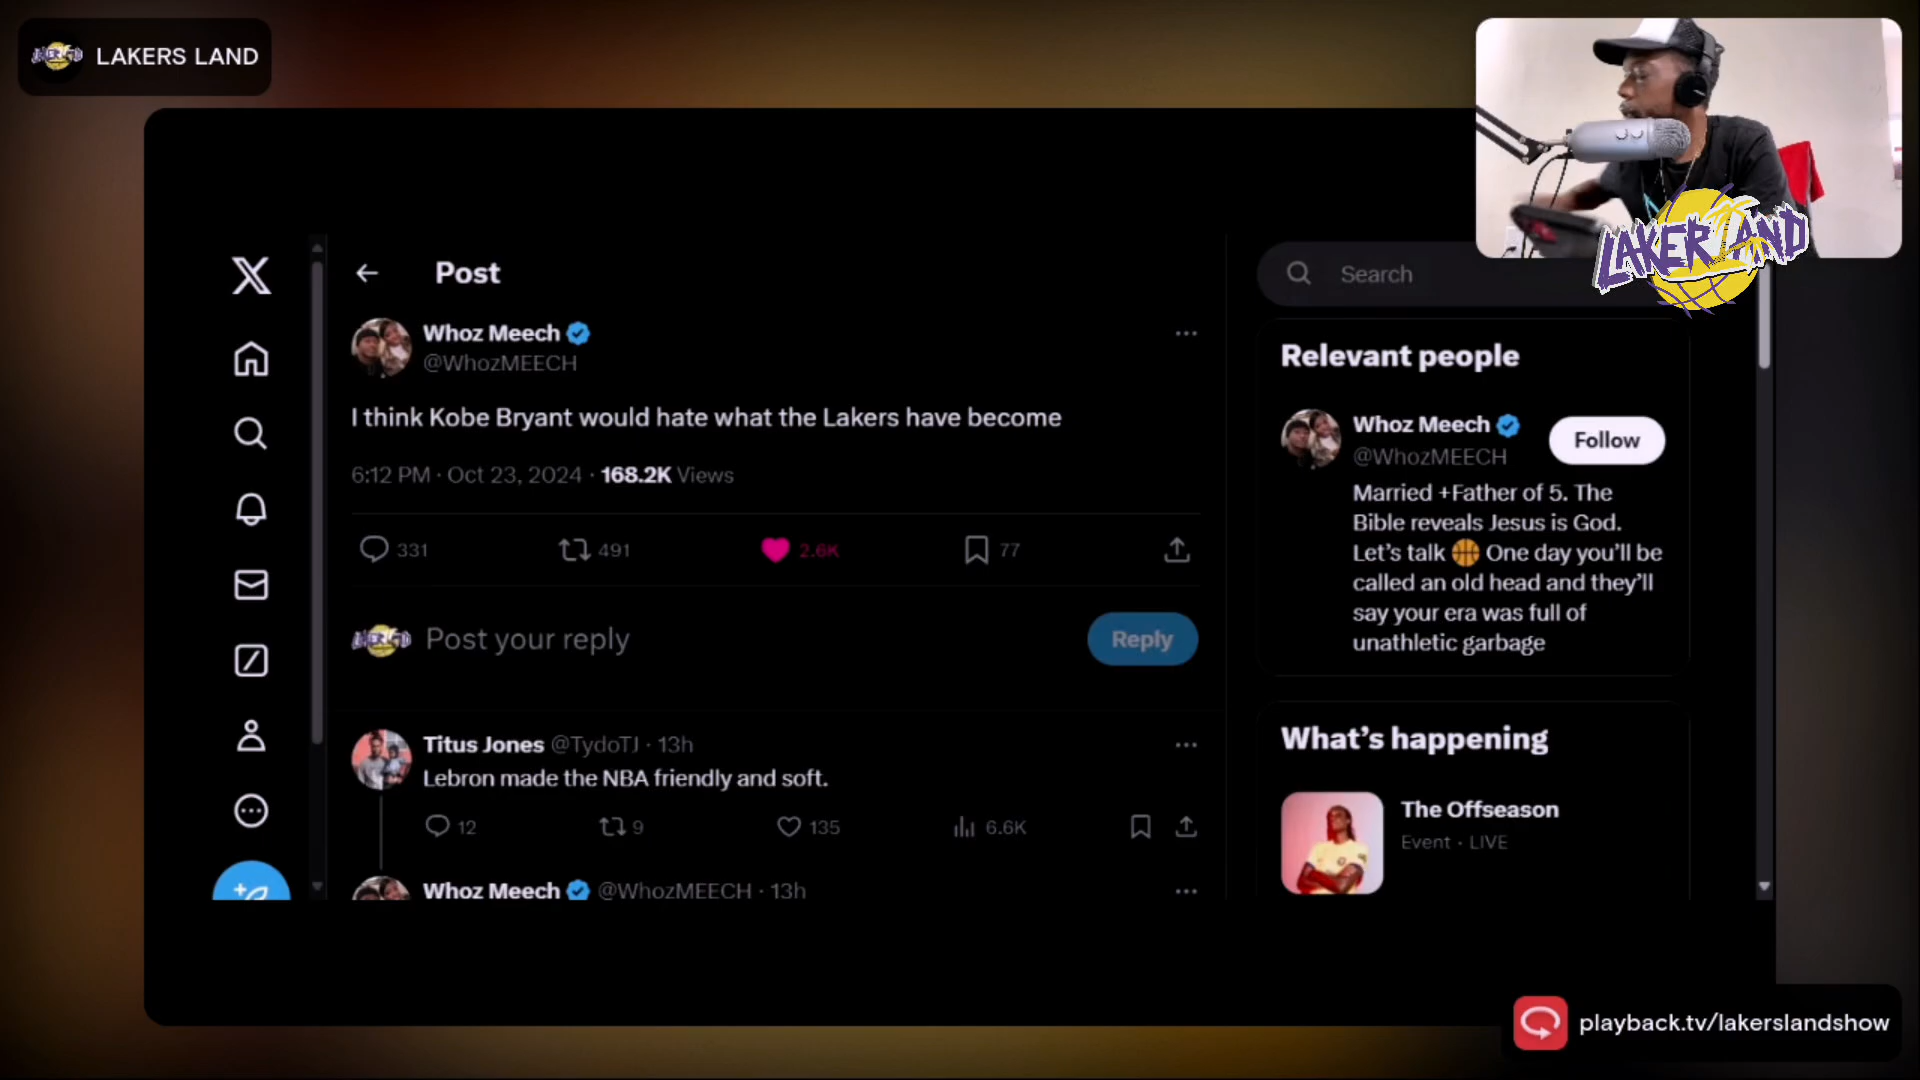 LAKERS LAND
LAKER LAND
Post
Search
Whoz Meech
@WhozMEECH
I think Kobe Bryant would hate what the Lakers have become
6:12 PM · Oct 23, 2024 · 168.2K Views
331
491
2.6K
77
Post your reply
Reply
Titus Jones @TydoTJ · 13h
Lebron made the NBA friendly and soft.
12
9
135
6.6K
Whoz Meech @WhozMEECH · 13h
Relevant people
Whoz Meech
@WhozMEECH
Follow
Married +Father of 5. The
Bible reveals Jesus is God.
Let's talk 🏀 One day you'll be
called an old head and they'll
say your era was full of
unathletic garbage
What's happening
The Offseason
Event · LIVE
playback.tv/lakerslandshow